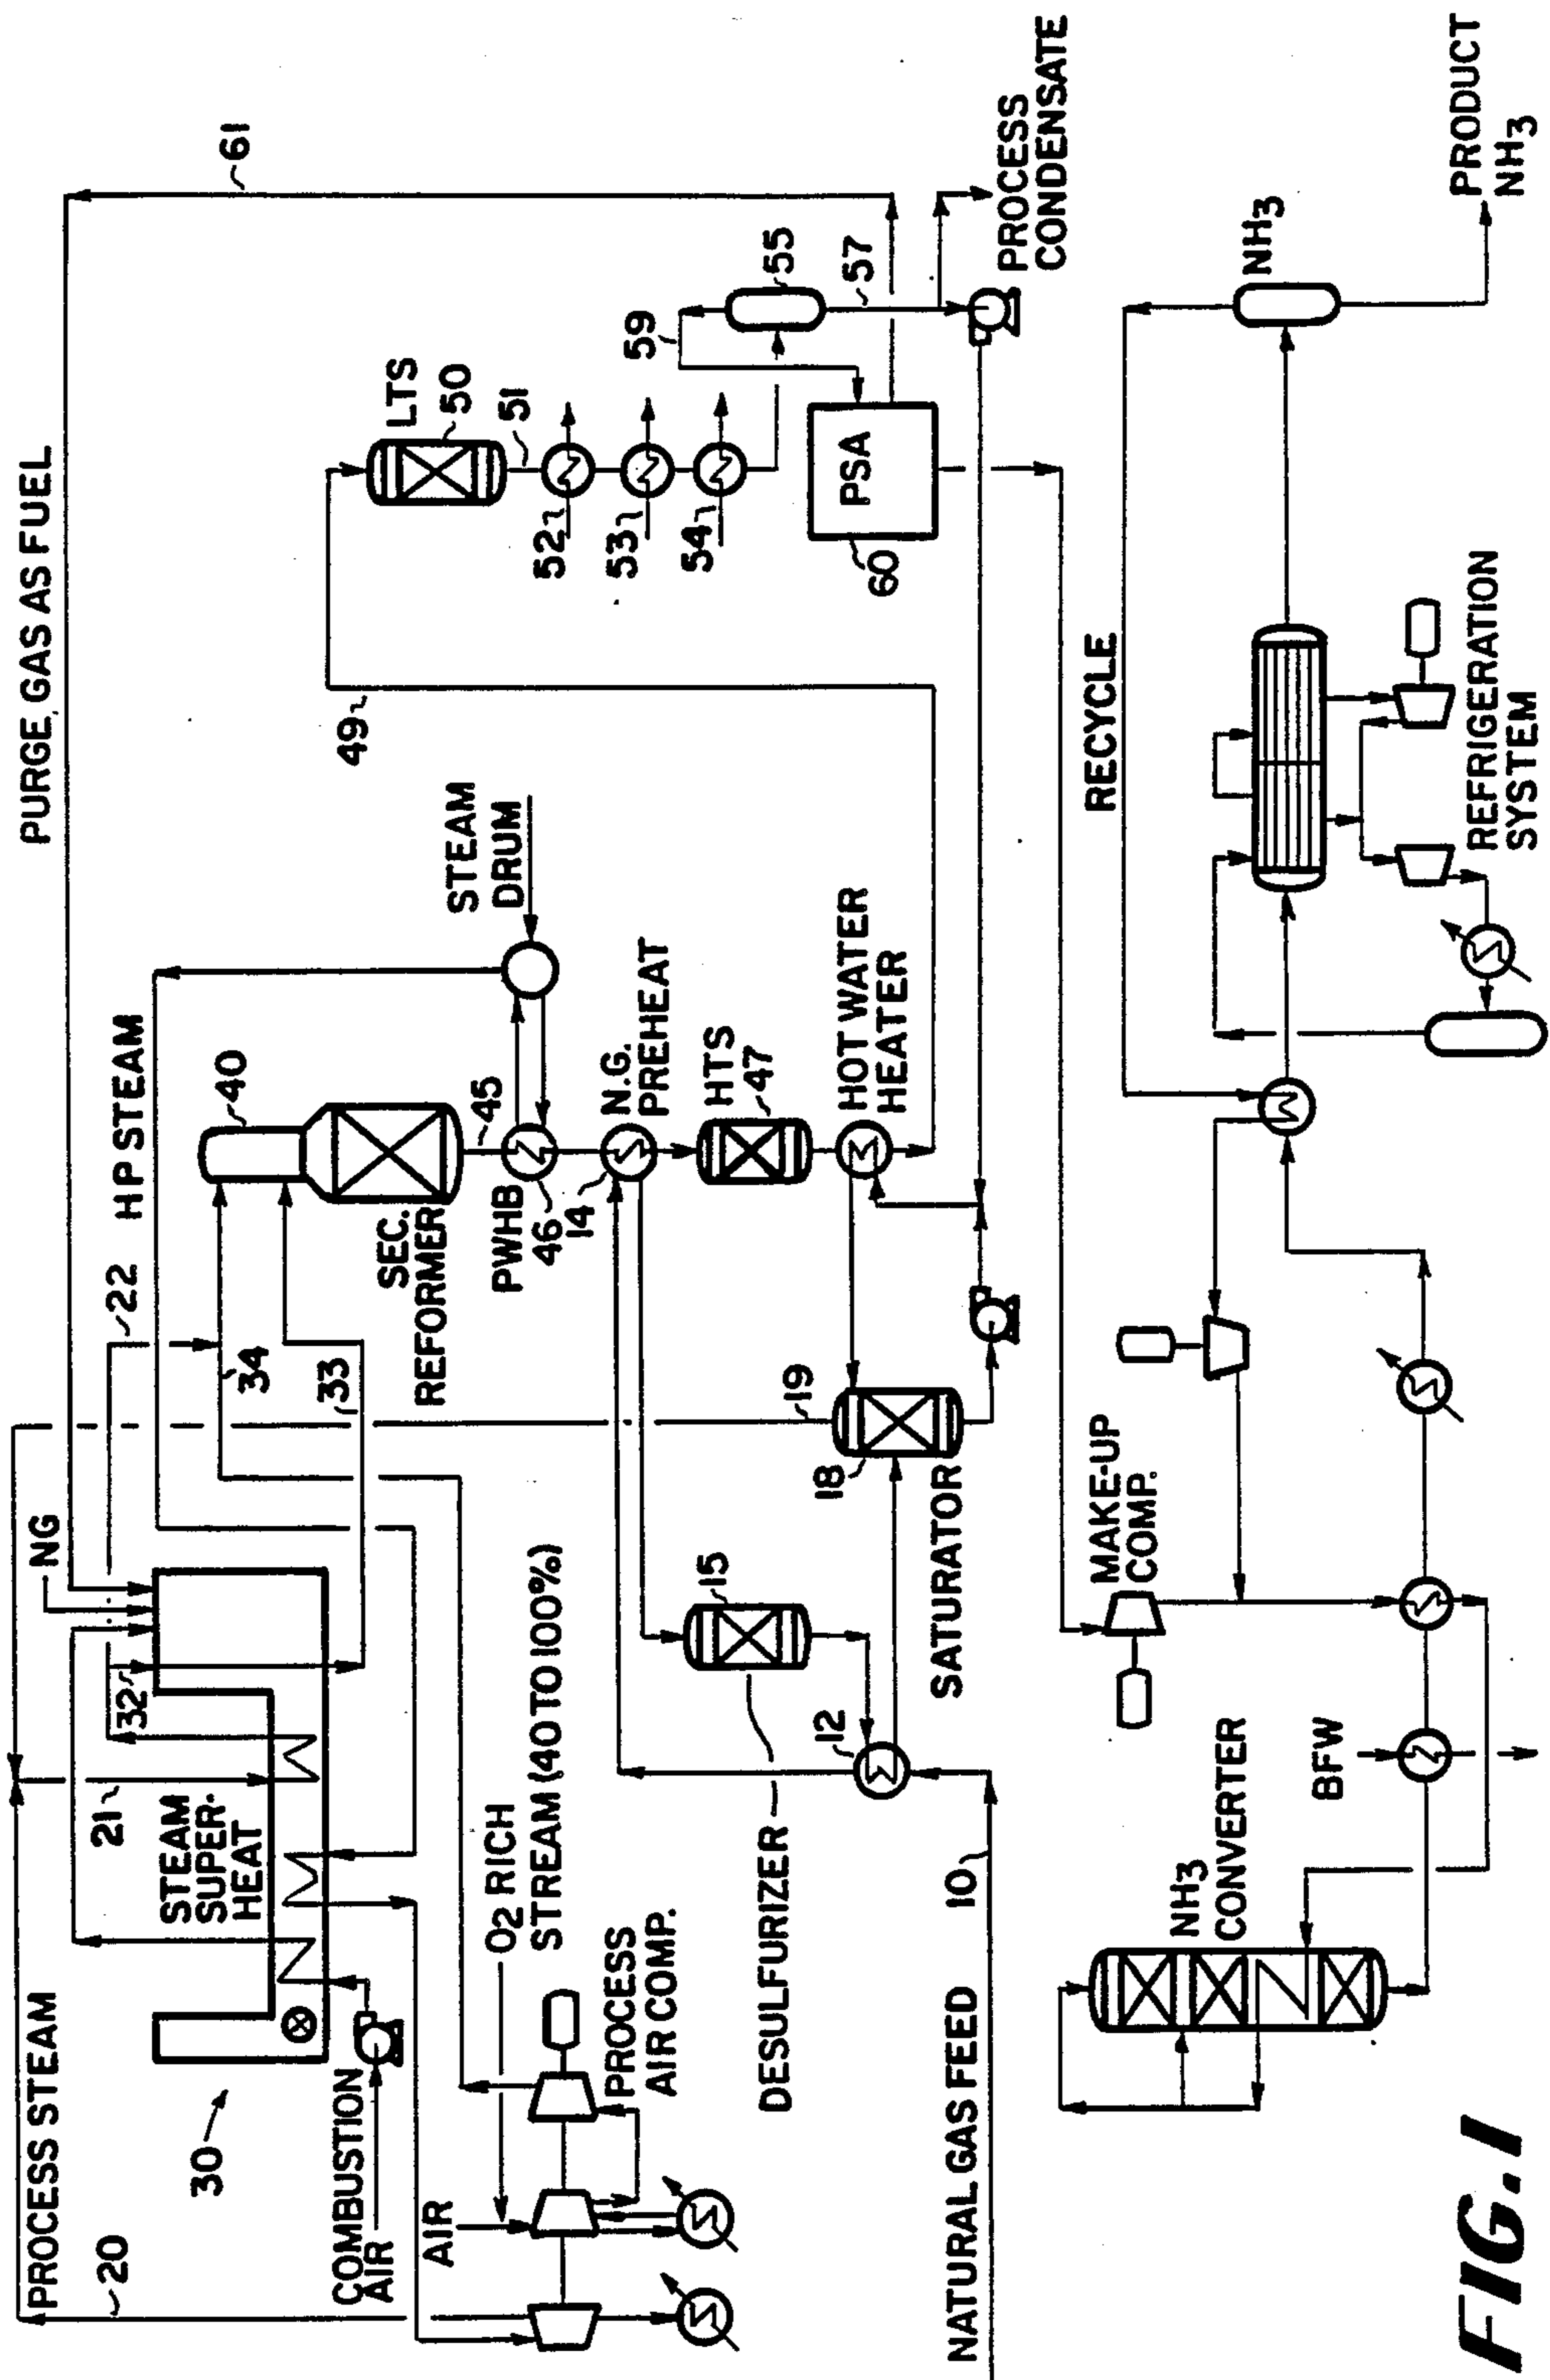 PURGE GAS AS FUEL
61
PROCESS STEAM
20
NG
22
HP STEAM
21
32
34
33
STEAM
SUPER-
HEAT
30
COMBUSTION
AIR
AIR
O2 RICH
STREAM (40 TO 100%)
PROCESS
AIR COMP.
40
SEC.
REFORMER
45
STEAM
DRUM
PWHB
46
14
N.G.
PREHEAT
HTS
47
HOT WATER
HEATER
49
LTS
50
51
52
53
54
55
57
59
PSA
60
PROCESS
CONDENSATE
DESULFURIZER
15
12
18
19
SATURATOR
NATURAL GAS FEED
10
MAKE-UP
COMP.
RECYCLE
NH3
CONVERTER
BFW
REFRIGERATION
SYSTEM
NH3
PRODUCT
NH3
FIG. 1